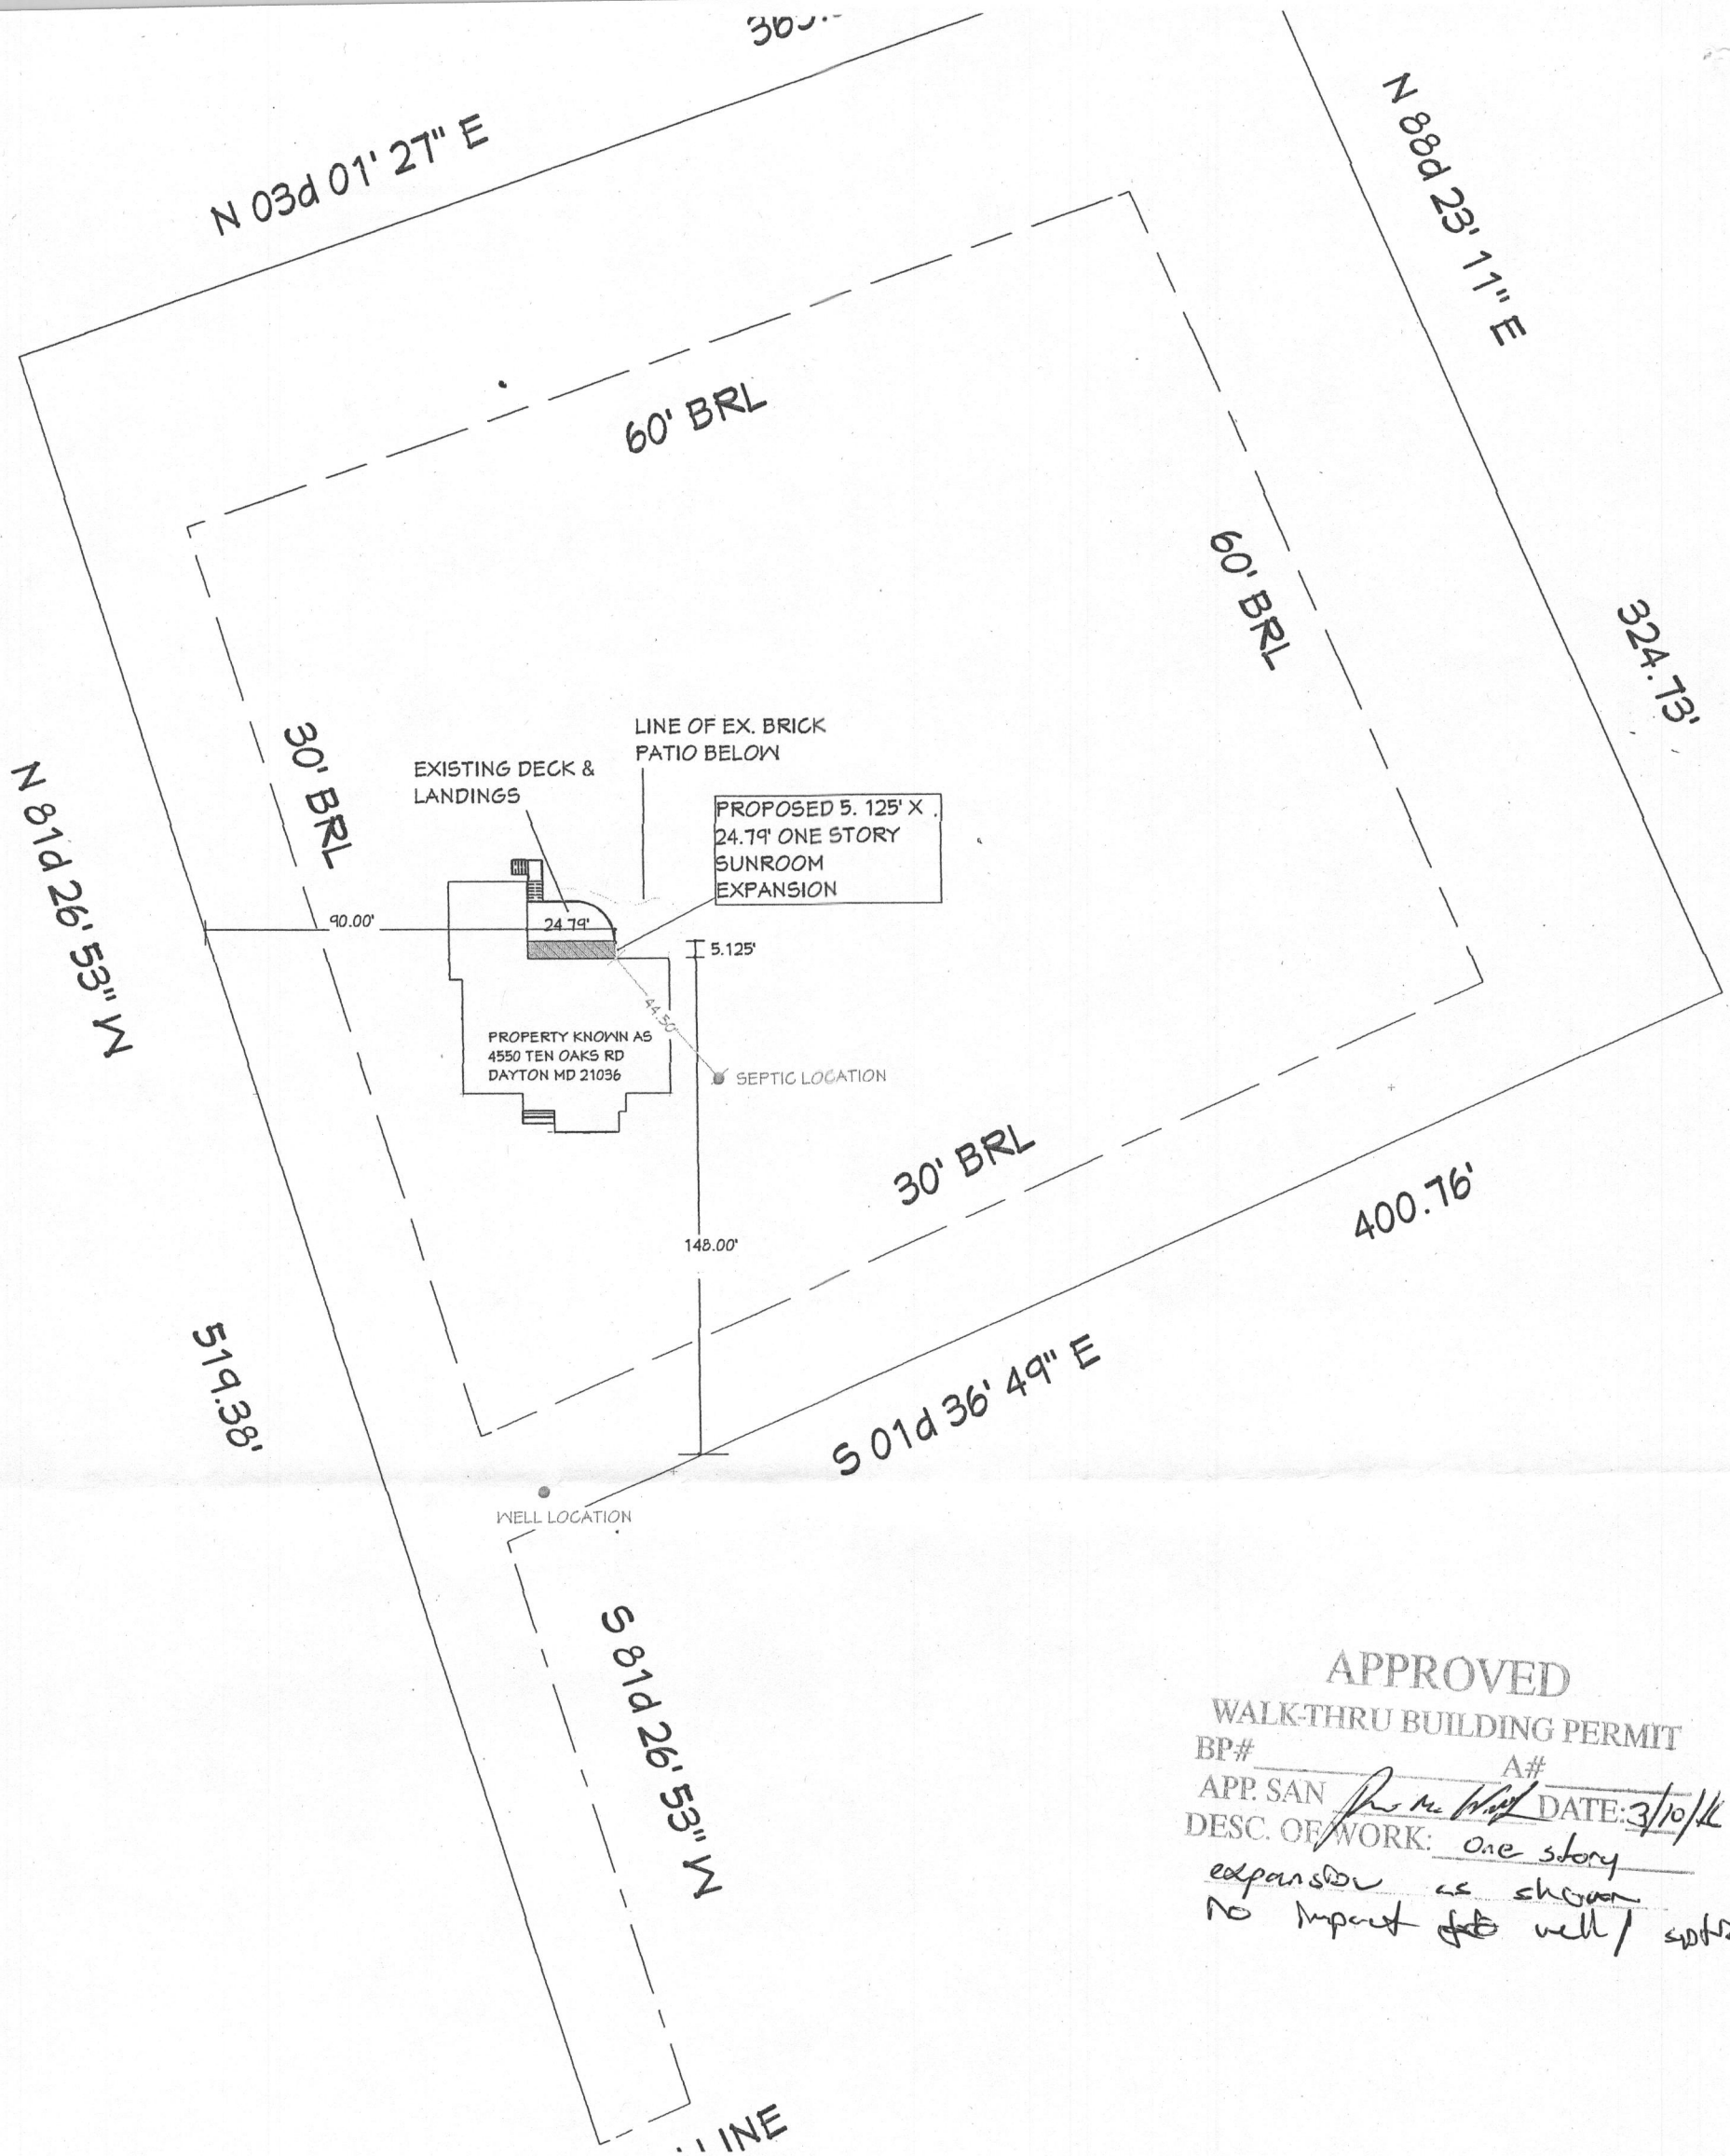 N 03d 01' 27" E
N 88d 23' 11" E
324.73'
60' BRL
60' BRL
30' BRL
N 81d 26' 53" W
519.38'
LINE OF EX. BRICK
PATIO BELOW
EXISTING DECK &
LANDINGS
PROPOSED 5. 125' X
24.79' ONE STORY
SUNROOM
EXPANSION
90.00'
24.79'
5.125'
44.50'
PROPERTY KNOWN AS
4550 TEN OAKS RD
DAYTON MD 21036
SEPTIC LOCATION
30' BRL
148.00'
400.76'
S 01d 36' 49" E
WELL LOCATION
S 81d 26' 53" W
LINE
APPROVED
WALK-THRU BUILDING PERMIT
BP# A#
APP. SAN DATE: 3/10/
DESC. OF WORK: One story
expansion as shown
No impact to well / septic